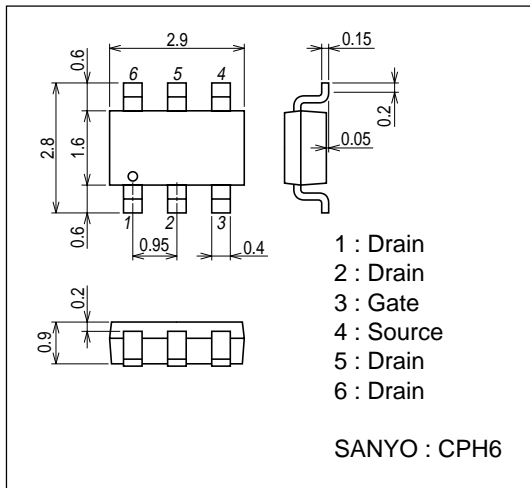 2.9
0.15
0.6
6 5 4
0.2
2.8
1.6
0.05
0.6
1 2 3
0.95
0.4
0.2
0.9
1 : Drain
2 : Drain
3 : Gate
4 : Source
5 : Drain
6 : Drain
SANYO : CPH6